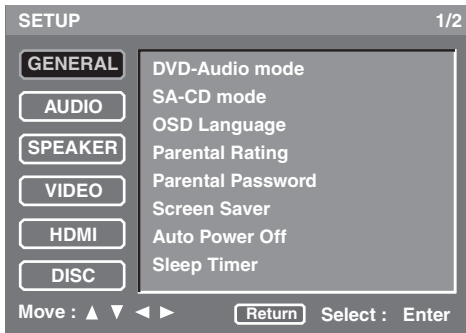 SETUP 1/2
GENERAL
AUDIO
SPEAKER
VIDEO
HDMI
DISC
DVD-Audio mode
SA-CD mode
OSD Language
Parental Rating
Parental Password
Screen Saver
Auto Power Off
Sleep Timer
Move : ▲ ▼ ◄ ► Return Select : Enter